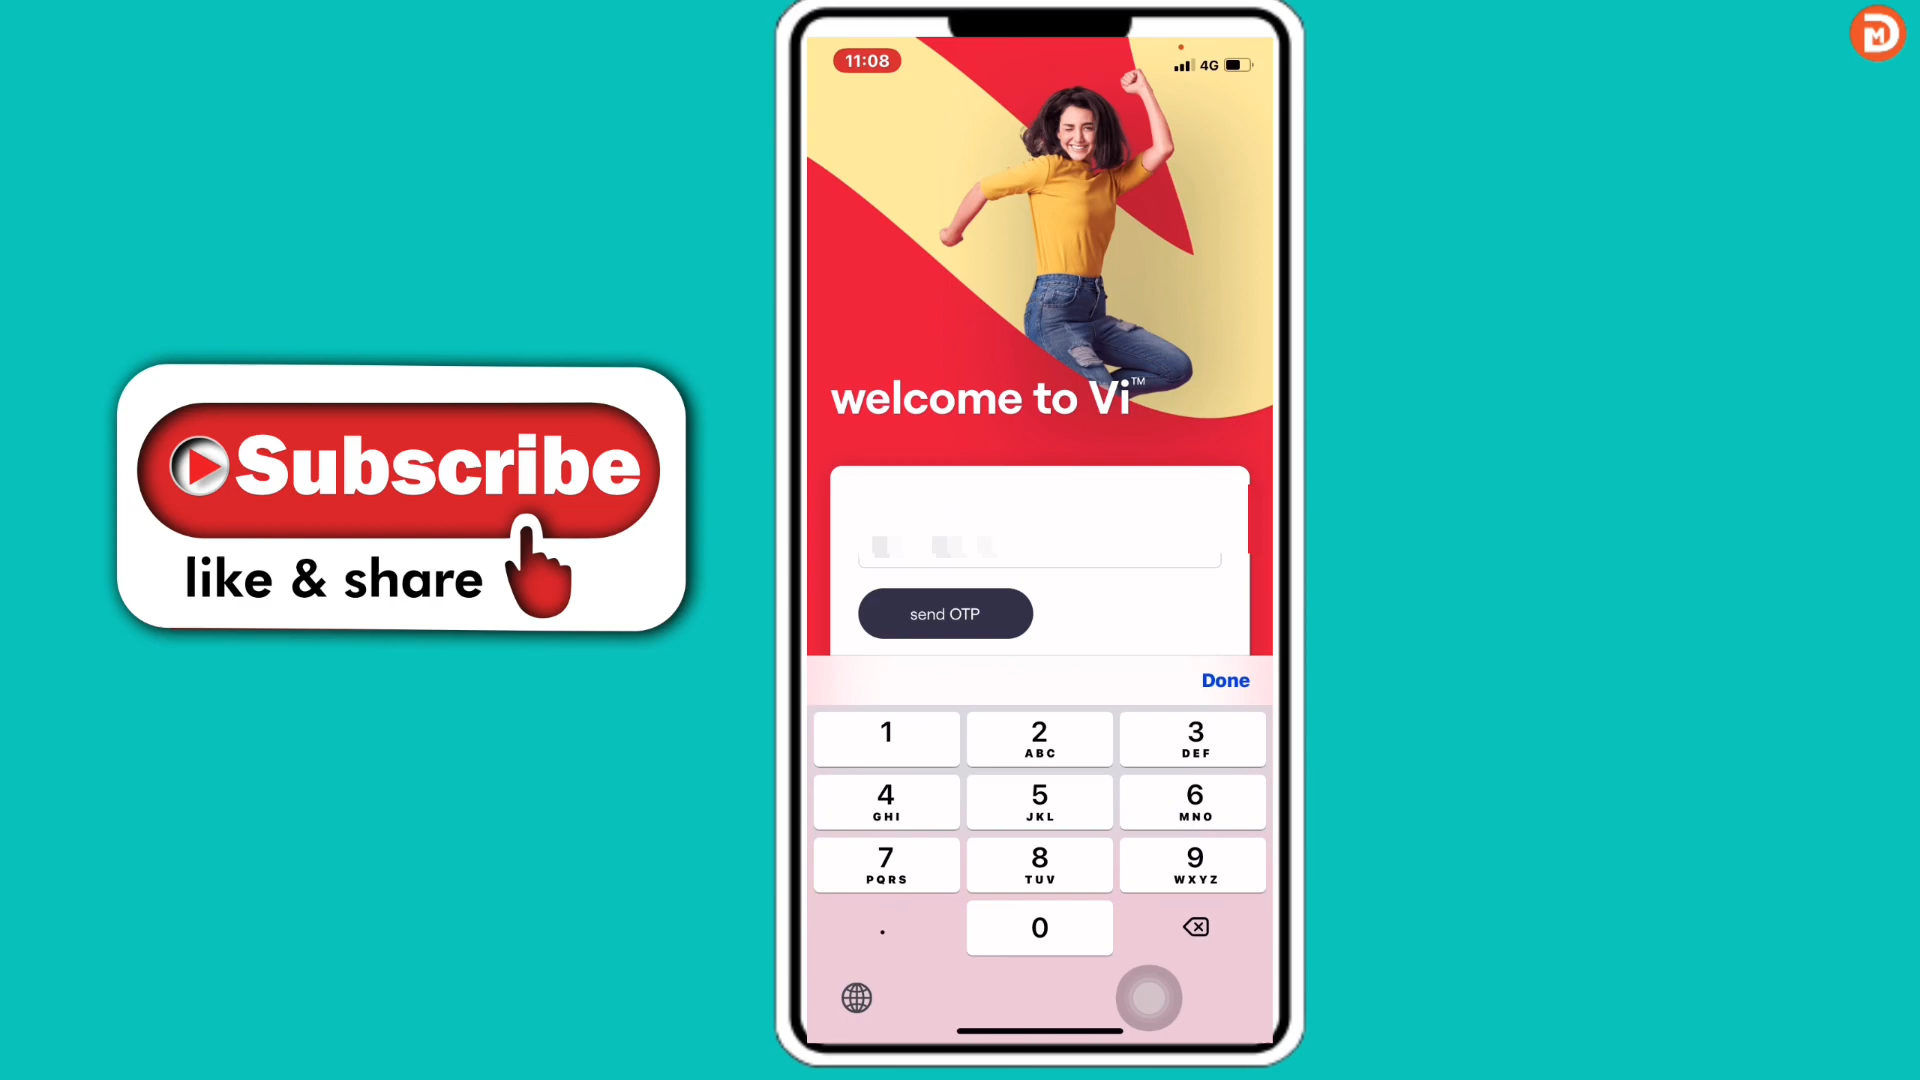 DM
11:08
4G
welcome to Vi™
Subscribe
like & share
send OTP
Done
1
2
ABC
3
DEF
4
GHI
5
JKL
6
MNO
7
PQRS
8
TUV
9
WXYZ
.
0